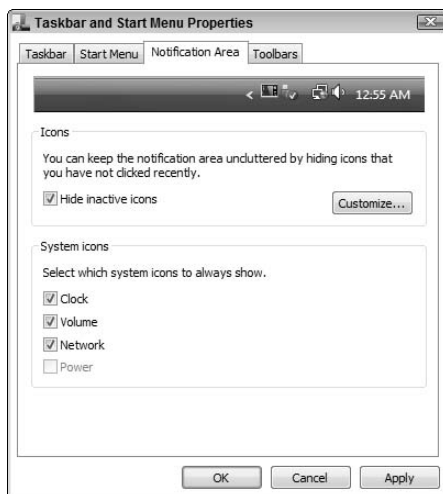 Taskbar and Start Menu Properties
Taskbar Start Menu Notification Area Toolbars
< 12:55 AM
Icons
You can keep the notification area uncluttered by hiding icons that
you have not clicked recently.
Hide inactive icons
Customize...
System icons
Select which system icons to always show.
Clock
Volume
Network
Power
OK Cancel Apply